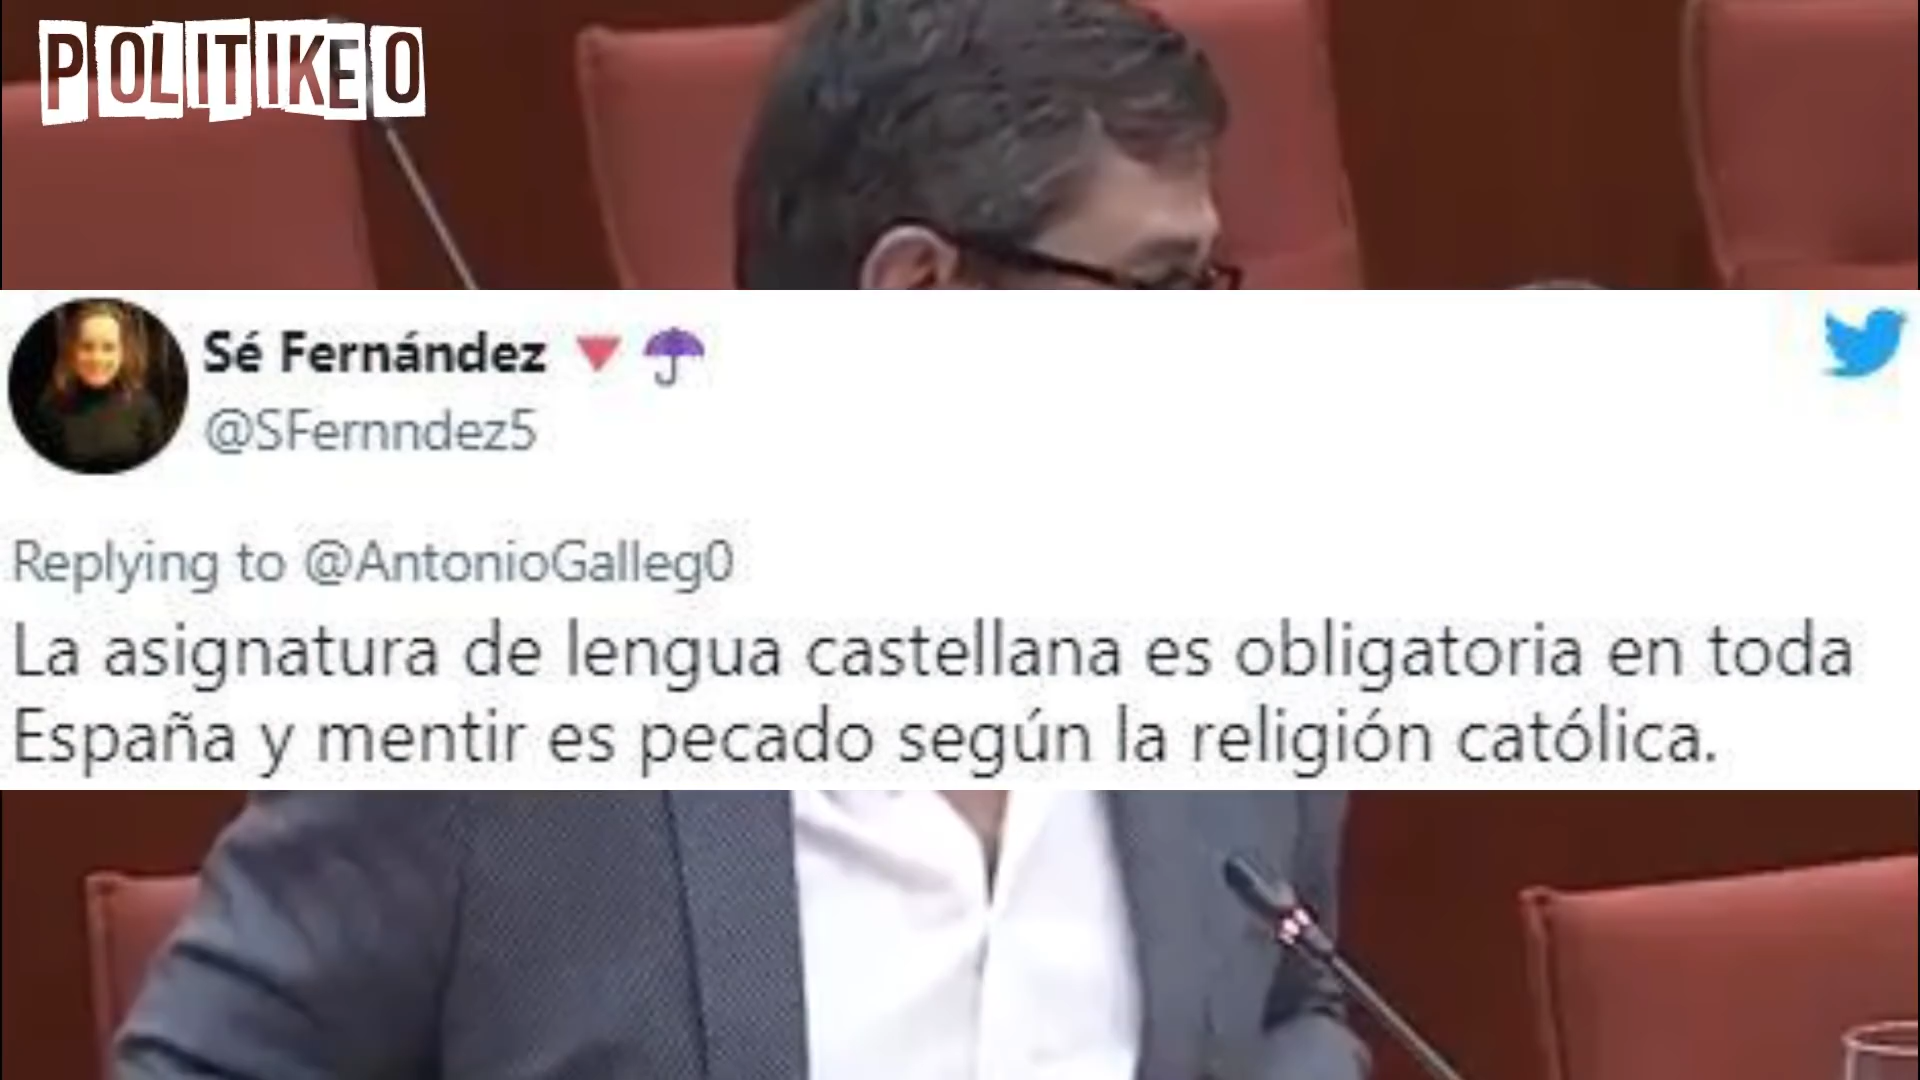 POLITIKEO
Sé Fernández
@SFernndez5
Replying to @AntonioGalleg0
La asignatura de lengua castellana es obligatoria en toda
España y mentir es pecado según la religión católica.